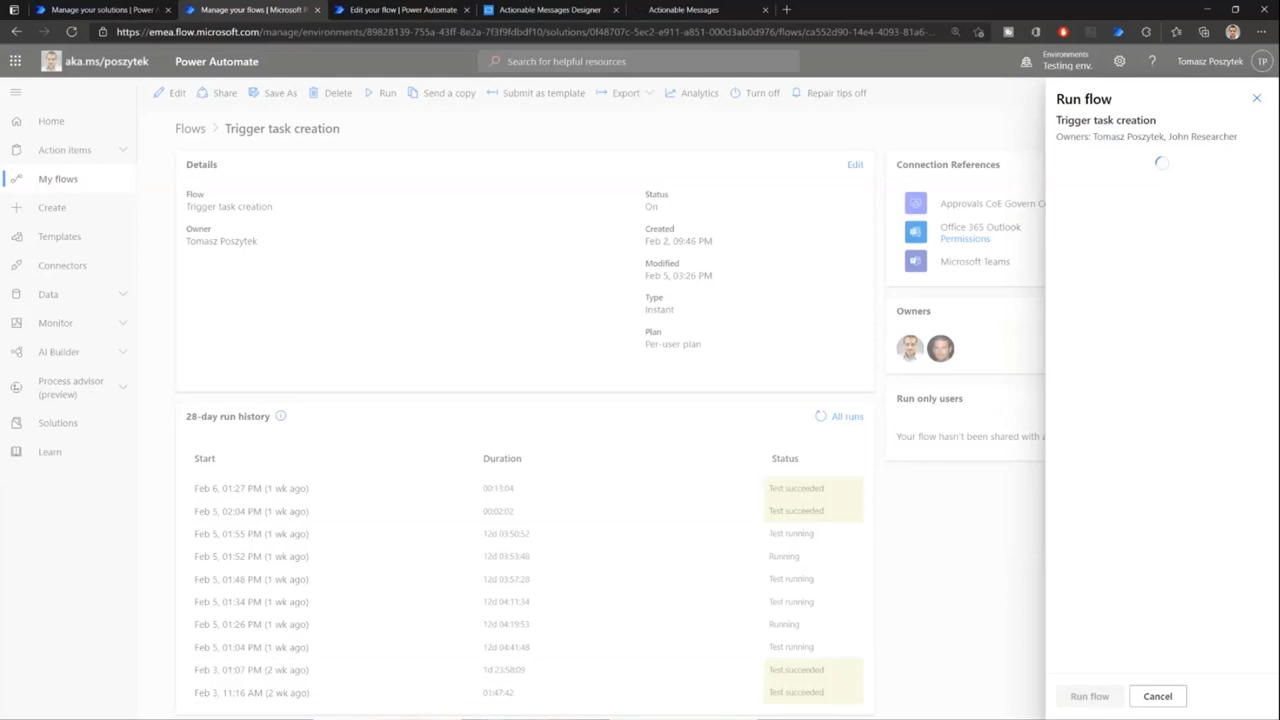 Manage your solutions | Power A
Manage your flows | Microsoft P
Edit your flow | Power Automate
Actionable Messages Designer
Actionable Messages
https://emea.flow.microsoft.com/manage/environments/89828139-755a-43ff-8e2a-7f3f9fdbdf10/solutions/0f48707c-5ec2-e911-a851-000d3ab0d976/flows/ca552d90-14e4-4093-81a6-...
aka.ms/poszytek
Power Automate
Search for helpful resources
Environments
Testing env.
Tomasz Poszytek
TP
Edit
Share
Save As
Delete
Run
Send a copy
Submit as template
Export
Analytics
Turn off
Repair tips off
Home
Action items
My flows
Create
Templates
Connectors
Data
Monitor
AI Builder
Process advisor
(preview)
Solutions
Learn
Flows > Trigger task creation
Details
Edit
Flow
Trigger task creation
Owner
Tomasz Poszytek
Status
On
Created
Feb 2, 09:46 PM
Modified
Feb 5, 03:26 PM
Type
Instant
Plan
Per-user plan
28-day run history
All runs
Start Duration Status
Feb 6, 01:27 PM (1 wk ago) 00:13:04 Test succeeded
Feb 5, 02:04 PM (1 wk ago) 00:02:02 Test succeeded
Feb 5, 01:55 PM (1 wk ago) 12d 03:50:52 Test running
Feb 5, 01:52 PM (1 wk ago) 12d 03:53:48 Running
Feb 5, 01:48 PM (1 wk ago) 12d 03:57:28 Test running
Feb 5, 01:34 PM (1 wk ago) 12d 04:11:34 Test running
Feb 5, 01:26 PM (1 wk ago) 12d 04:19:53 Running
Feb 5, 01:04 PM (1 wk ago) 12d 04:41:48 Test running
Feb 3, 01:07 PM (2 wk ago) 1d 23:58:09 Test succeeded
Feb 3, 11:16 AM (2 wk ago) 01:47:42 Test succeeded
Connection References
Approvals CoE Govern C
Office 365 Outlook
Permissions
Microsoft Teams
Owners
Run only users
Your flow hasn't been shared with a
Run flow
Trigger task creation
Owners: Tomasz Poszytek, John Researcher
Run flow
Cancel